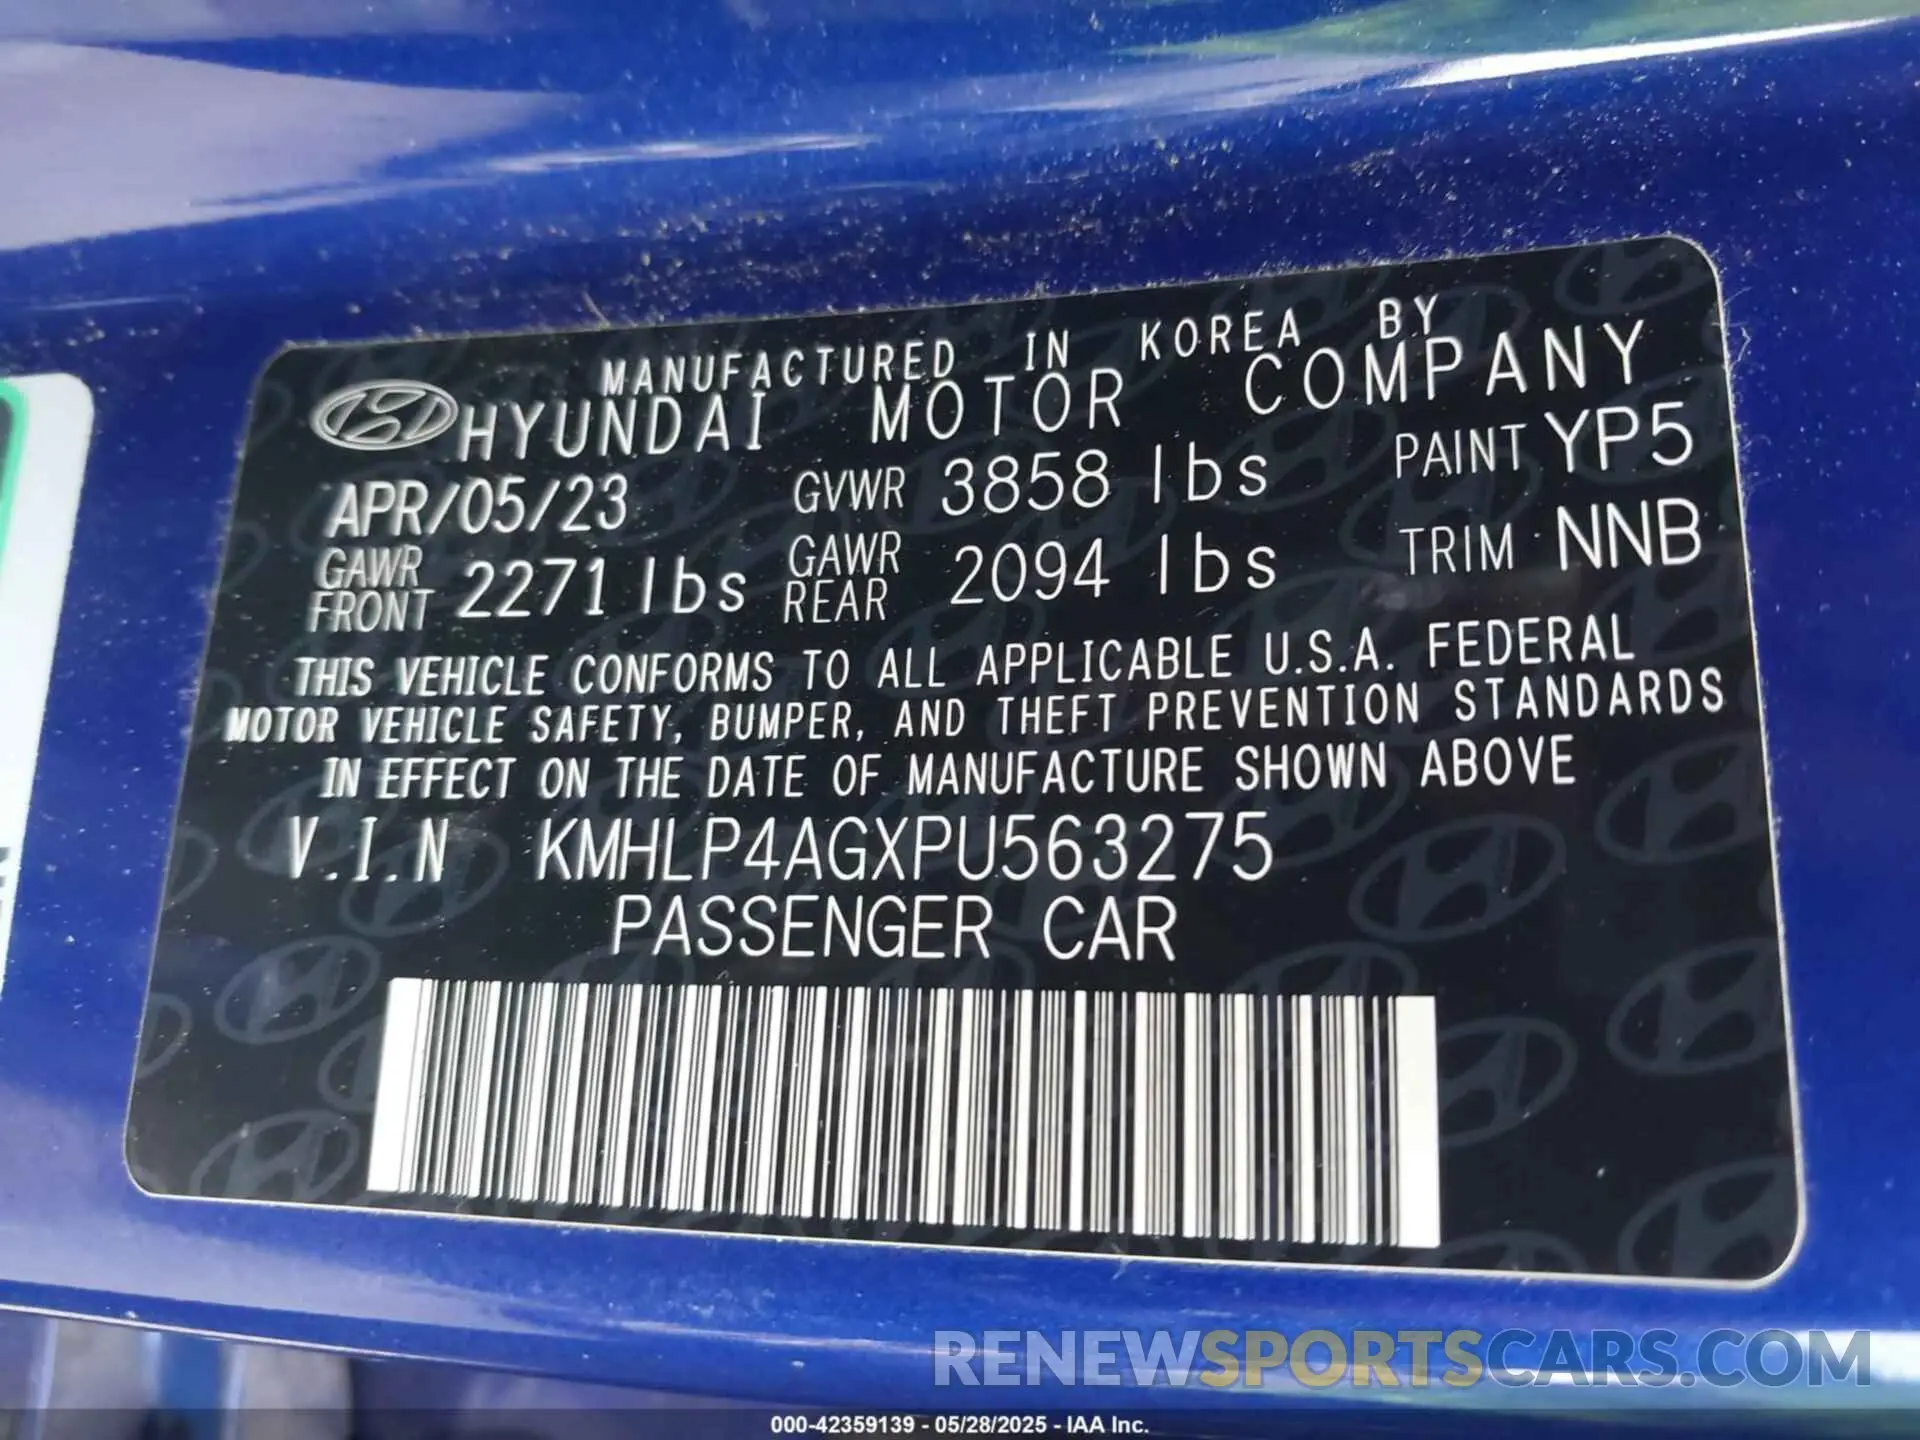 MANUFACTURED IN KOREA BY
HYUNDAI MOTOR COMPANY
APR/05/23 GVWR 3858 lbs PAINT YP5
GAWR FRONT 2271 lbs GAWR REAR 2094 lbs TRIM NNB
THIS VEHICLE CONFORMS TO ALL APPLICABLE U.S.A. FEDERAL
MOTOR VEHICLE SAFETY, BUMPER, AND THEFT PREVENTION STANDARDS
IN EFFECT ON THE DATE OF MANUFACTURE SHOWN ABOVE
V.I.N KMHLP4AGXPU563275
PASSENGER CAR
RENEWSPORTSCARS.COM
000-42359139 - 05/28/2025 - IAA Inc.